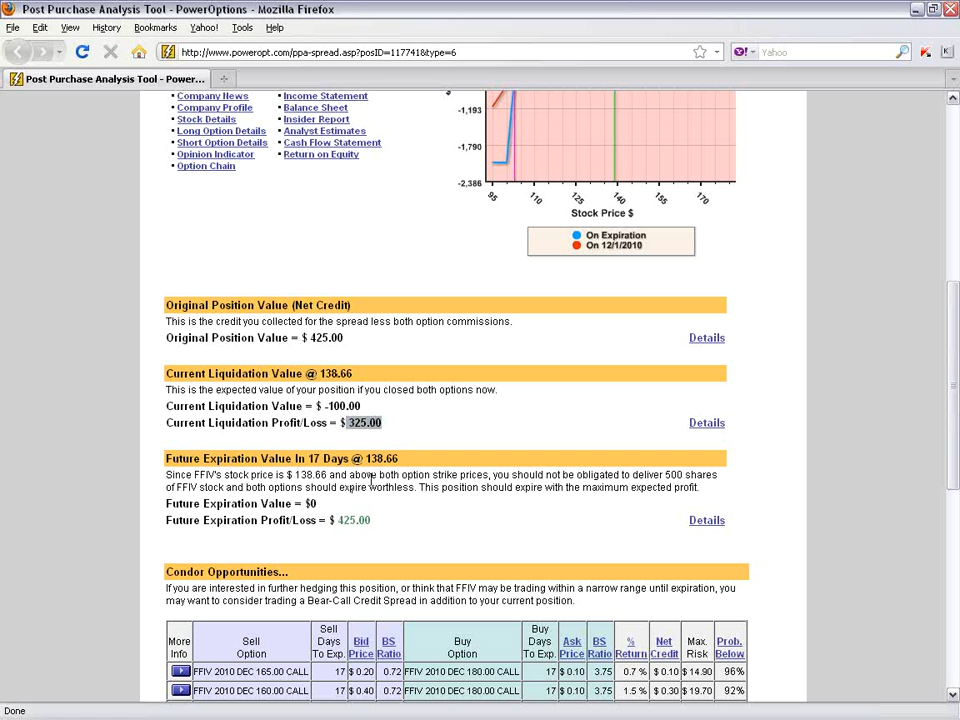 Post Purchase Analysis Tool - PowerOptions - Mozilla Firefox
File Edit View History Bookmarks Yahoo! Tools Help
http://www.poweropt.com/ppa-spread.asp?posID=117741&type=6
Y! Yahoo
Post Purchase Analysis Tool - Power...
Company News Income Statement
Company Profile Balance Sheet
Stock Details Insider Report
Long Option Details Analyst Estimates
Short Option Details Cash Flow Statement
Opinion Indicator Return on Equity
Option Chain
-1,193
-1,790
-2,386
95 110 125 140 155 170
Stock Price $
On Expiration
On 12/1/2010
Original Position Value (Net Credit)
This is the credit you collected for the spread less both option commissions.
Original Position Value = $ 425.00 Details
Current Liquidation Value @ 138.66
This is the expected value of your position if you closed both options now.
Current Liquidation Value = $ -100.00
Current Liquidation Profit/Loss = $ 325.00 Details
Future Expiration Value In 17 Days @ 138.66
Since FFIV's stock price is $ 138.66 and above both option strike prices, you should not be obligated to deliver 500 shares
of FFIV stock and both options should expire worthless. This position should expire with the maximum expected profit.
Future Expiration Value = $0
Future Expiration Profit/Loss = $ 425.00 Details
Condor Opportunities...
If you are interested in further hedging this position, or think that FFIV may be trading within a narrow range until expiration, you
may want to consider trading a Bear-Call Credit Spread in addition to your current position.
More Info Sell Option Sell Days To Exp. Bid Price BS Ratio Buy Option Buy Days To Exp. Ask Price BS Ratio % Return Net Credit Max. Risk Prob. Below
FFIV 2010 DEC 165.00 CALL 17 $ 0.20 0.72 FFIV 2010 DEC 180.00 CALL 17 $ 0.10 3.75 0.7 % $ 0.10 $ 14.90 96%
FFIV 2010 DEC 160.00 CALL 17 $ 0.40 0.72 FFIV 2010 DEC 180.00 CALL 17 $ 0.10 3.75 1.5 % $ 0.30 $ 19.70 92%
Done